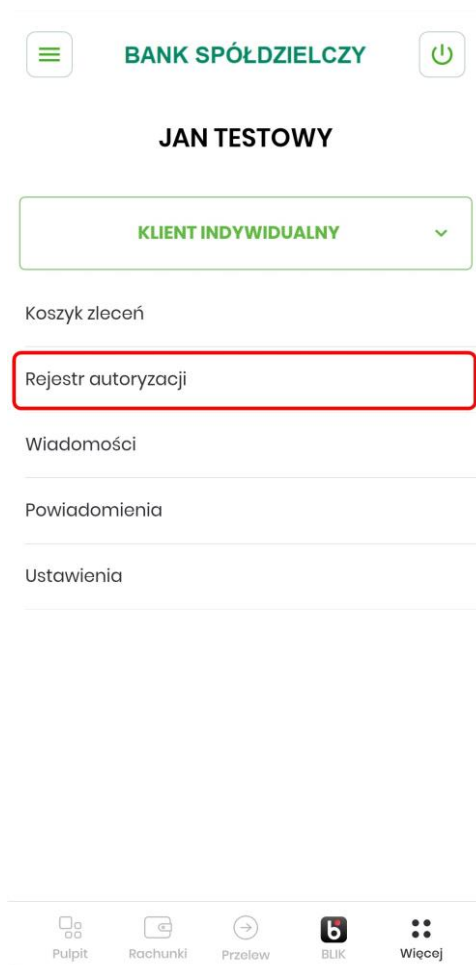 BANK SPÓŁDZIELCZY
JAN TESTOWY
KLIENT INDYWIDUALNY
Koszyk zleceń
Rejestr autoryzacji
Wiadomości
Powiadomienia
Ustawienia
Pulpit Rachunki Przelew BLIK Więcej